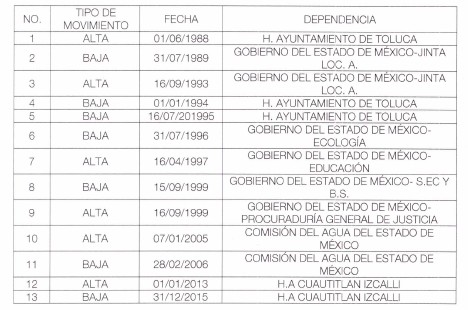 NO. TIPO DE MOVIMIENTO FECHA DEPENDENCIA
1 ALTA 01/06/1988 H. AYUNTAMIENTO DE TOLUCA
2 BAJA 31/07/1989 GOBIERNO DEL ESTADO DE MÉXICO-JINTA
LOC. A.
3 ALTA 16/09/1993 GOBIERNO DEL ESTADO DE MÉXICO-JINTA
LOC. A.
4 BAJA 01/01/1994 H. AYUNTAMIENTO DE TOLUCA
5 BAJA 16/07/201995 H. AYUNTAMIENTO DE TOLUCA
6 BAJA 31/07/1996 GOBIERNO DEL ESTADO DE MÉXICO-
ECOLOGÍA
7 ALTA 16/04/1997 GOBIERNO DEL ESTADO DE MÉXICO-
EDUCACIÓN
8 BAJA 15/09/1999 GOBIERNO DEL ESTADO DE MÉXICO- S.EC Y
B.S.
9 ALTA 16/09/1999 GOBIERNO DEL ESTADO DE MÉXICO-
PROCURADURÍA GENERAL DE JUSTICIA
10 ALTA 07/01/2005 COMISIÓN DEL AGUA DEL ESTADO DE
MÉXICO
11 BAJA 28/02/2006 COMISIÓN DEL AGUA DEL ESTADO DE
MÉXICO
12 ALTA 01/01/2013 H.A CUAUTITLAN IZCALLI
13 BAJA 31/12/2015 H.A CUAUTITLAN IZCALLI